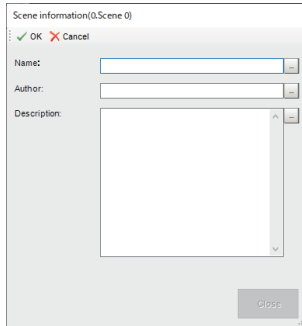 Scene information(0.Scene 0)
OK Cancel
Name: ...
Author: ...
Description: ...
Close